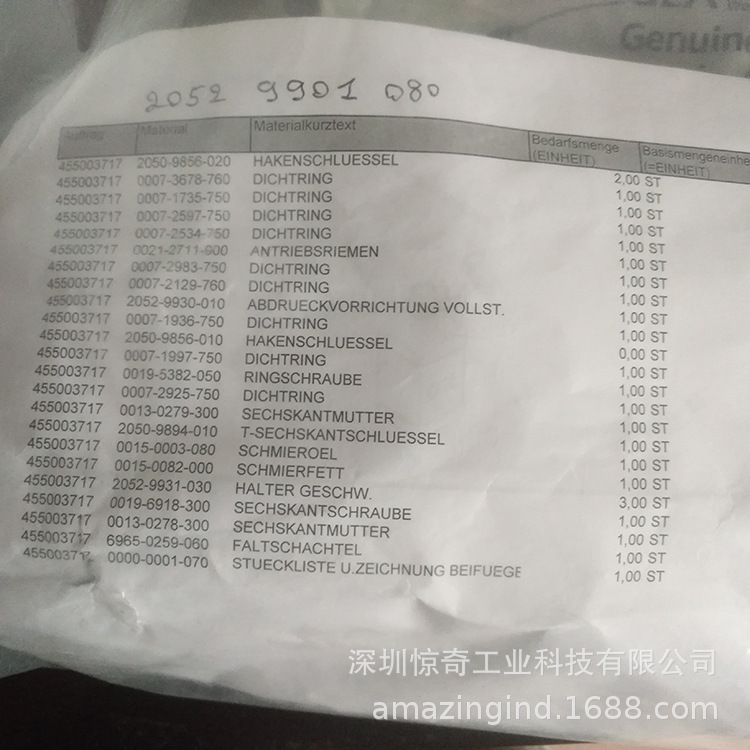 GEA
Genuine
2052 9901 080
Auftrag Material Materialkurztext Bedarfsmenge (EINHEIT) Basismengeneinhe (=EINHEIT)
455003717 2050-9856-020 HAKENSCHLUESSEL 2,00 ST
455003717 0007-3678-760 DICHTRING 1,00 ST
455003717 0007-1735-750 DICHTRING 1,00 ST
455003717 0007-2597-750 DICHTRING 1,00 ST
455003717 0007-2534-750 DICHTRING 1,00 ST
455003717 0021-2711-900 ANTRIEBSRIEMEN 1,00 ST
455003717 0007-2983-750 DICHTRING 1,00 ST
455003717 0007-2129-760 DICHTRING 1,00 ST
455003717 2052-9930-010 ABDRUECKVORRICHTUNG VOLLST. 1,00 ST
455003717 0007-1936-750 DICHTRING 1,00 ST
455003717 2050-9856-010 HAKENSCHLUESSEL 0,00 ST
455003717 0007-1997-750 DICHTRING 1,00 ST
455003717 0019-5382-050 RINGSCHRAUBE 1,00 ST
455003717 0007-2925-750 DICHTRING 1,00 ST
455003717 0013-0279-300 SECHSKANTMUTTER 1,00 ST
455003717 2050-9894-010 T-SECHSKANTSCHLUESSEL 1,00 ST
455003717 0015-0003-080 SCHMIEROEL 1,00 ST
455003717 0015-0082-000 SCHMIERFETT 1,00 ST
455003717 2052-9931-030 HALTER GESCHW. 3,00 ST
455003717 0019-6918-300 SECHSKANTSCHRAUBE 1,00 ST
455003717 0013-0278-300 SECHSKANTMUTTER 1,00 ST
455003717 6965-0259-060 FALTSCHACHTEL 1,00 ST
455003717 0000-0001-070 STUECKLISTE U.ZEICHNUNG BEIFUEGE 1,00 ST
深圳惊奇工业科技有限公司
amazingind.1688.com